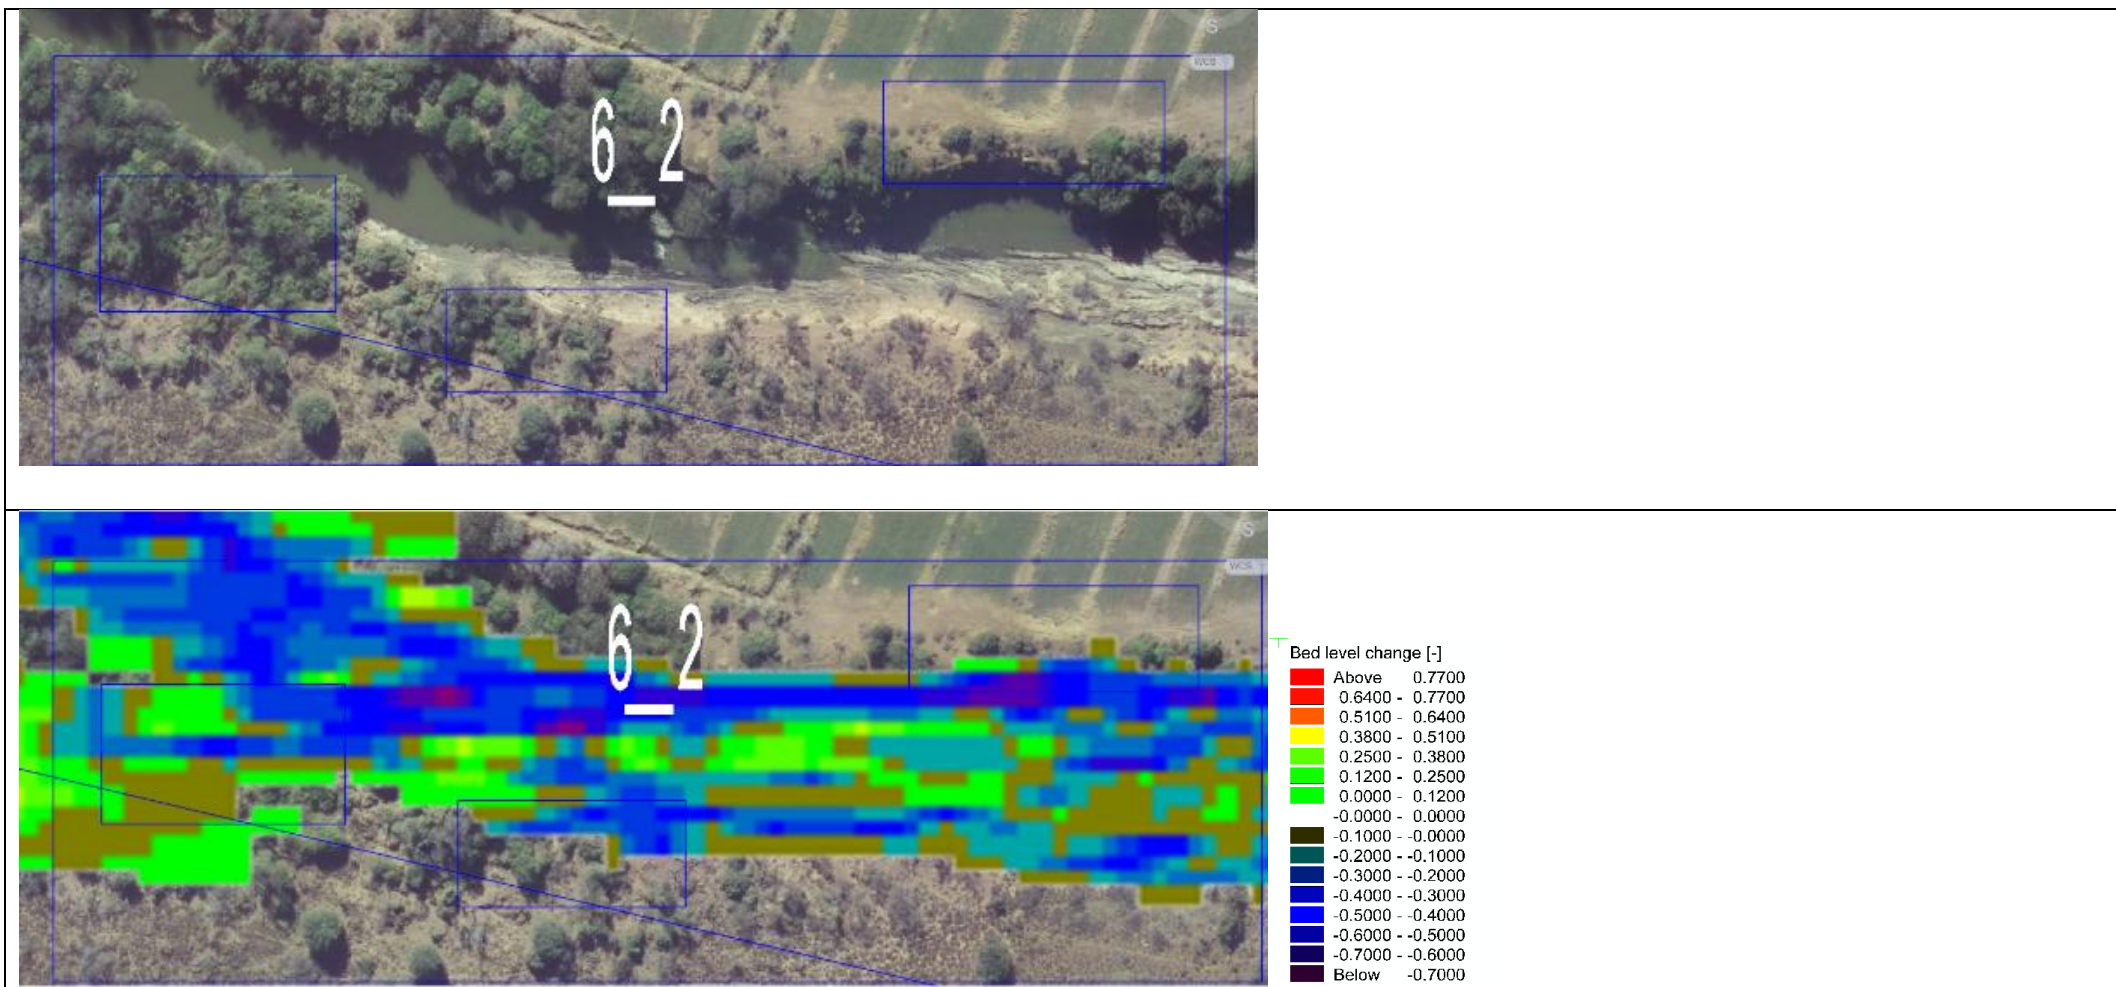 S
WCS
6_2
S
WCS
6_2
Bed level change [-]
Above 0.7700
0.6400 - 0.7700
0.5100 - 0.6400
0.3800 - 0.5100
0.2500 - 0.3800
0.1200 - 0.2500
0.0000 - 0.1200
-0.0000 - 0.0000
-0.1000 - -0.0000
-0.2000 - -0.1000
-0.3000 - -0.2000
-0.4000 - -0.3000
-0.5000 - -0.4000
-0.6000 - -0.5000
-0.7000 - -0.6000
Below -0.7000